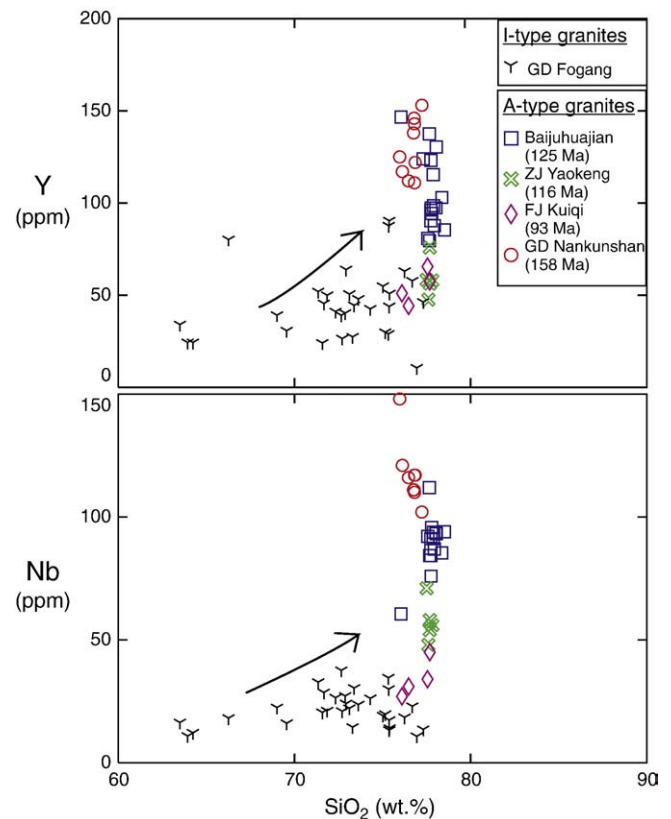 I-type granites
GD Fogang
A-type granites
Baijuhuajian
(125 Ma)
ZJ Yaokeng
(116 Ma)
FJ Kuiqi
(93 Ma)
GD Nankunshan
(158 Ma)
200
150
100
50
0
Y
(ppm)
150
100
50
0
Nb
(ppm)
60
70
80
90
SiO₂ (wt.%)